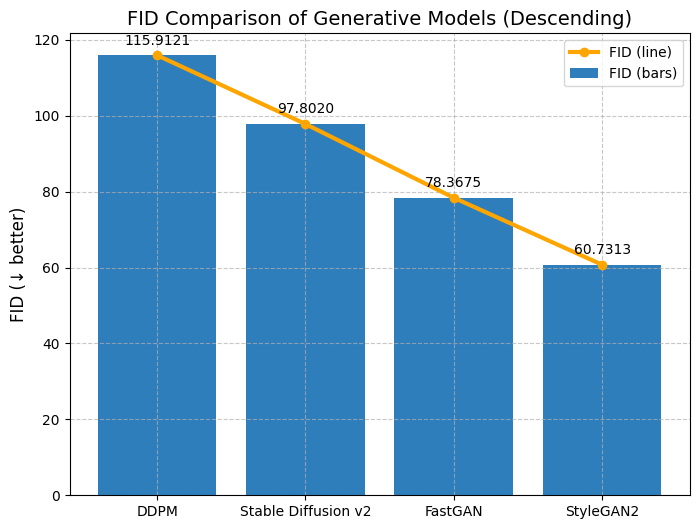 FID Comparison of Generative Models (Descending)
FID (line)
FID (bars)
115.9121
97.8020
78.3675
60.7313
120
100
80
60
40
20
0
FID (↓ better)
DDPM
Stable Diffusion v2
FastGAN
StyleGAN2